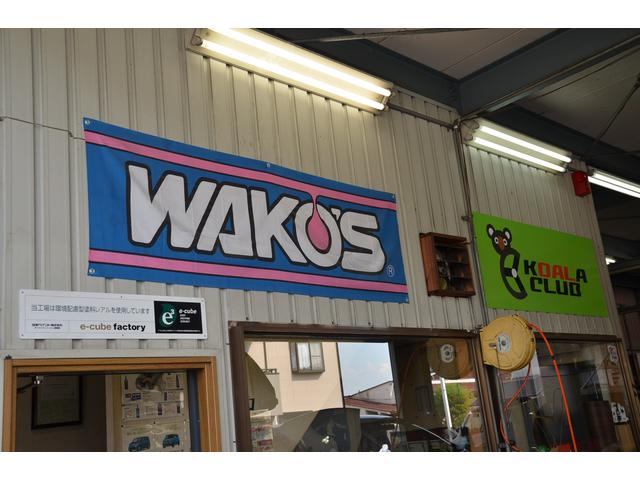 WAKO'S
®
KOALA
CLUB
当工場は環境配慮型塗料レアルを使用しています
e-cube factory
e³ e-cube